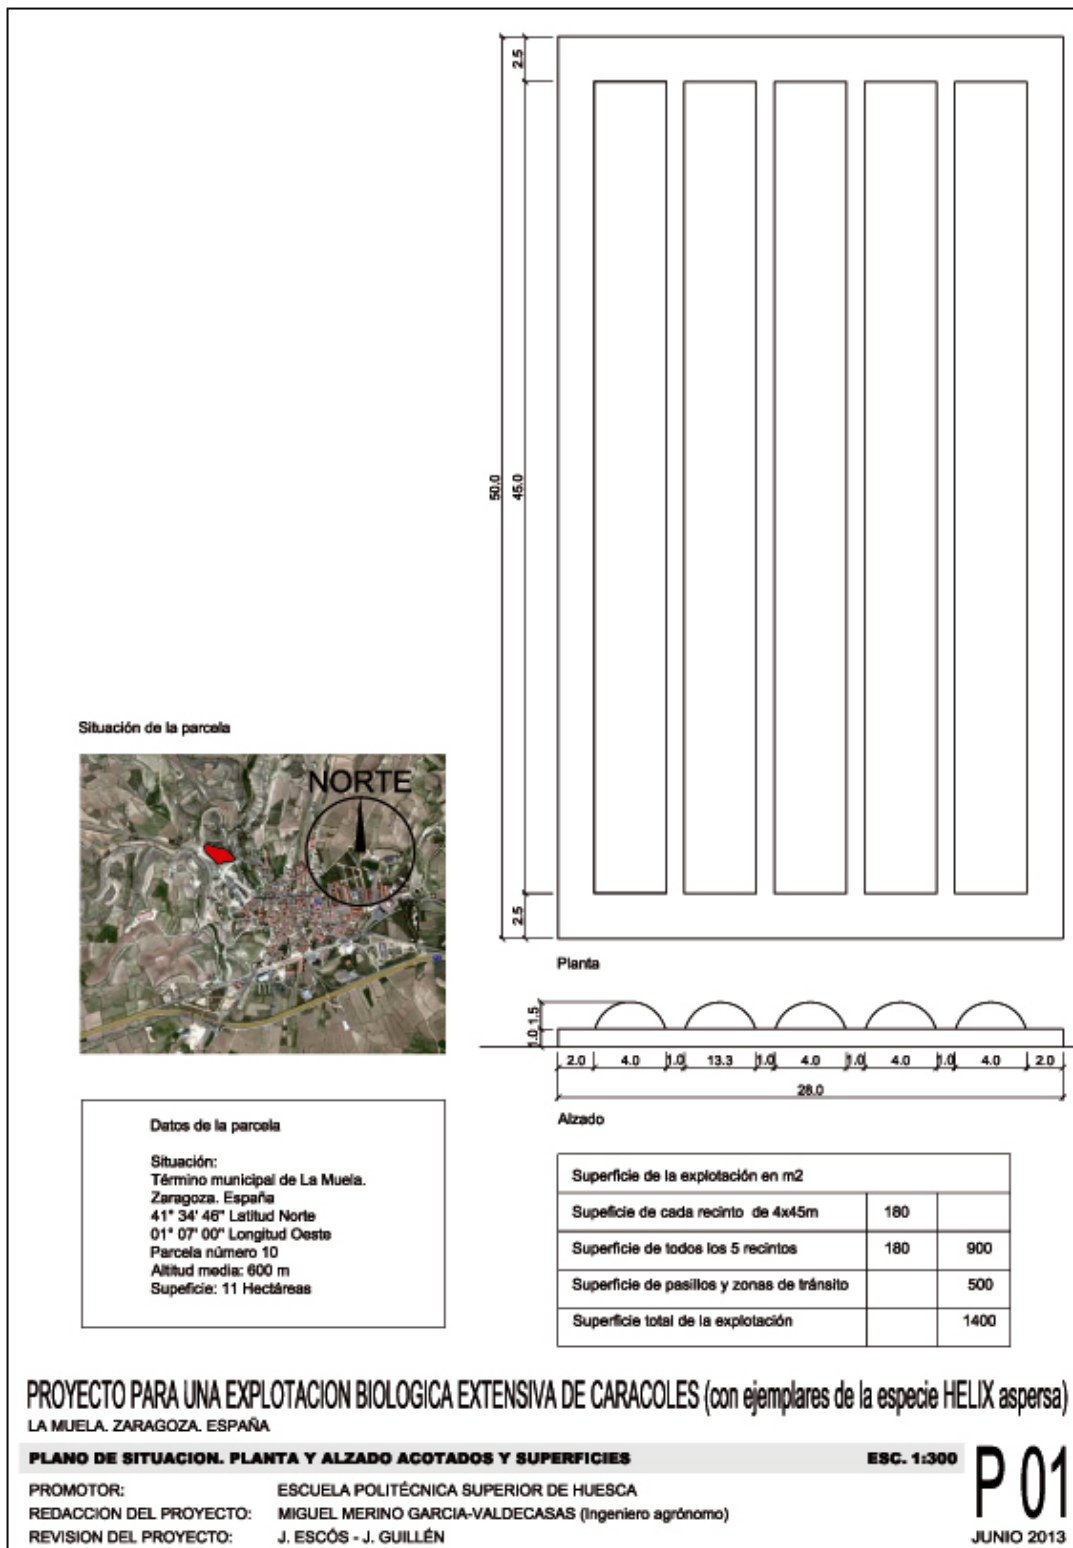 2.5
50.0
45.0
2.5
Planta
Situación de la parcela
NORTE
1.0 1.5
2.0 4.0 1.0 13.3 1.0 4.0 1.0 4.0 1.0 4.0 2.0
28.0
Alzado
Datos de la parcela
Situación:
Término municipal de La Muela.
Zaragoza. España
41° 34' 46" Latitud Norte
01° 07' 00" Longitud Oeste
Parcela número 10
Altitud media: 600 m
Supeficie: 11 Hectáreas
Superficie de la explotación en m2
Supeficie de cada recinto de 4x45m 180
Superficie de todos los 5 recintos 180 900
Superficie de pasillos y zonas de tránsito 500
Superficie total de la explotación 1400
PROYECTO PARA UNA EXPLOTACION BIOLOGICA EXTENSIVA DE CARACOLES (con ejemplares de la especie HELIX aspersa)
LA MUELA. ZARAGOZA. ESPAÑA
PLANO DE SITUACION. PLANTA Y ALZADO ACOTADOS Y SUPERFICIES ESC. 1:300
P 01
PROMOTOR: ESCUELA POLITÉCNICA SUPERIOR DE HUESCA
REDACCION DEL PROYECTO: MIGUEL MERINO GARCIA-VALDECASAS (Ingeniero agrónomo)
REVISION DEL PROYECTO: J. ESCÓS - J. GUILLÉN
JUNIO 2013